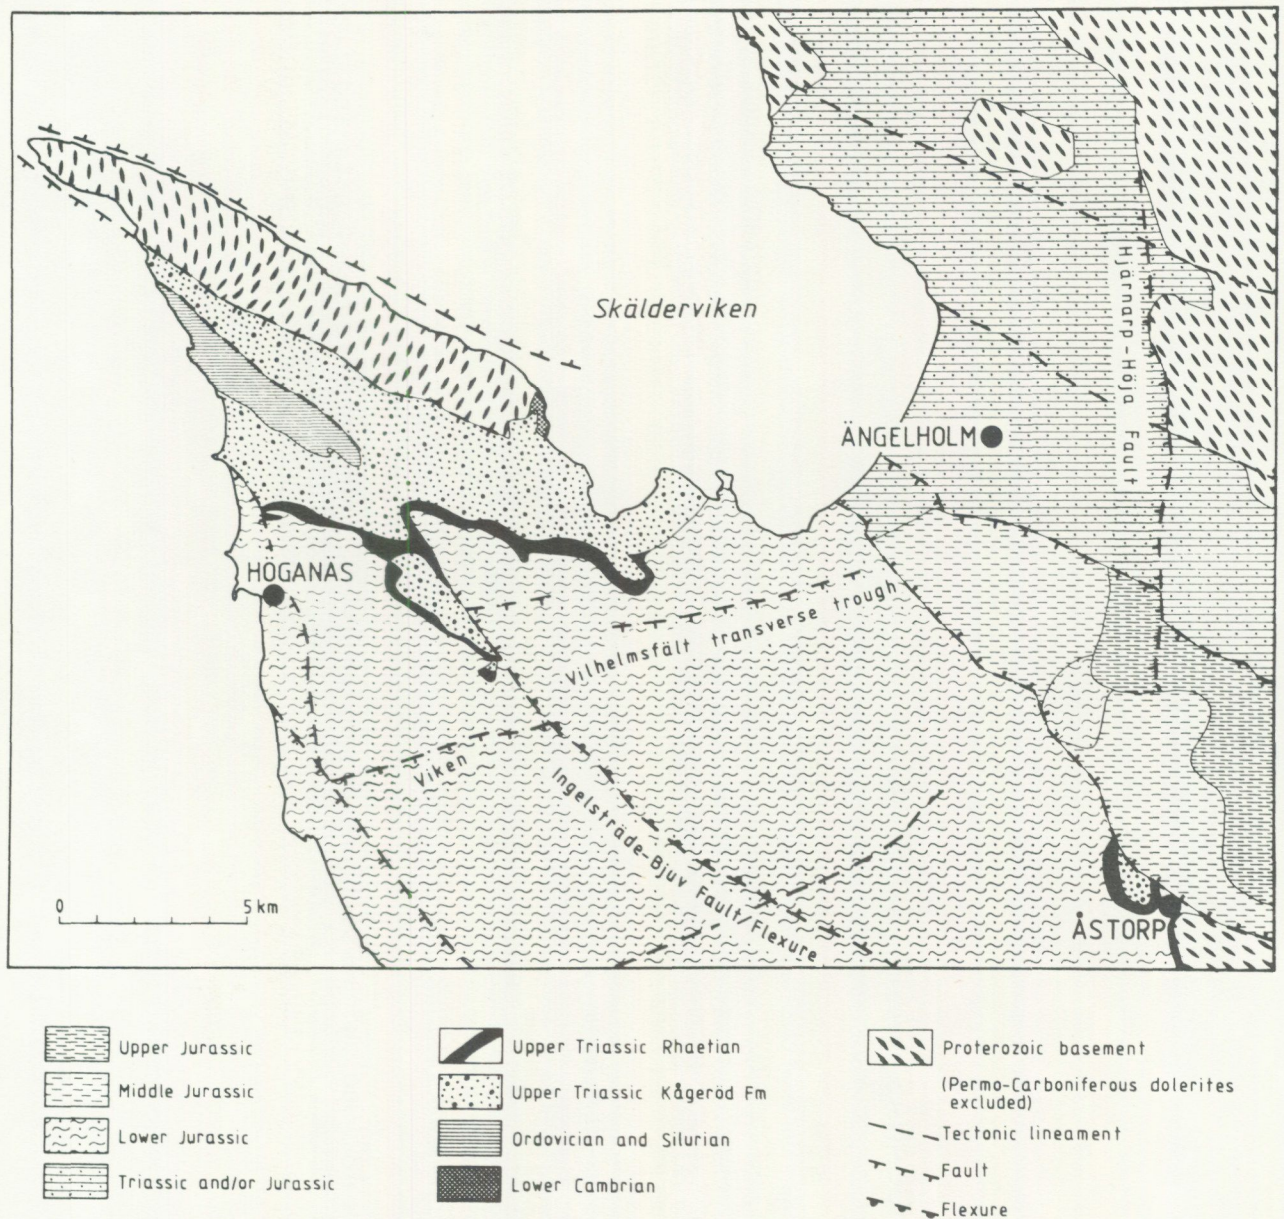 Skälderviken
Hjärnarp-Höja Fault
ÄNGELHOLM
HÖGANÄS
Vilhelmsfält transverse trough
Viken
Ingelsträde-Bjuv Fault/Flexure
0 5 km
ÅSTORP
Upper Jurassic
Middle Jurassic
Lower Jurassic
Triassic and/or Jurassic
Upper Triassic Rhaetian
Upper Triassic Kågeröd Fm
Ordovician and Silurian
Lower Cambrian
Proterozoic basement
(Permo-Carboniferous dolerites
excluded)
Tectonic lineament
Fault
Flexure